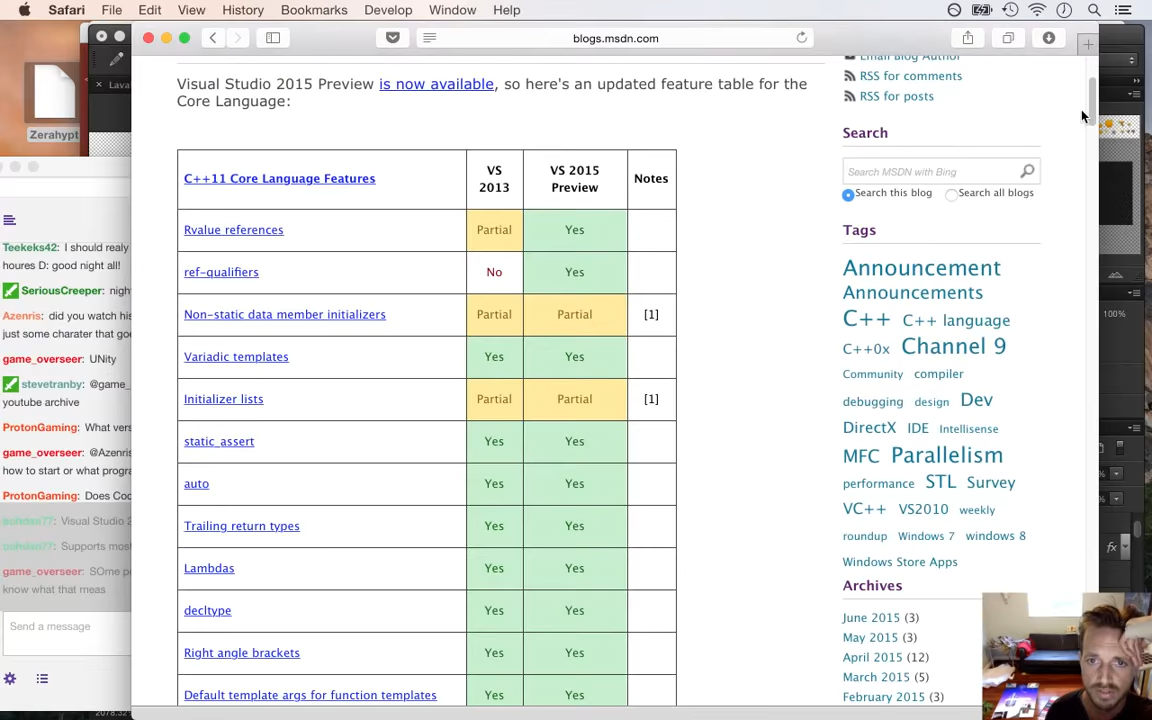 Safari File Edit View History Bookmarks Develop Window Help
blogs.msdn.com
Zerahypt
Lava
Teekeks42: I should realy
houres D: good night all!
SeriousCreeper: nigh
Azenris: did you watch his
just some charater that goe
game_overseer: UNity
stevetranby: @game_
youtube archive
ProtonGaming: What vers
game_overseer: @Azenris
how to start or what progra
ProtonGaming: Does Coc
Visual Studio 2
Supports most
game_overseer: SOme pe
know what that meas
Send a message
Visual Studio 2015 Preview is now available, so here's an updated feature table for the
Core Language:
C++11 Core Language Features
VS 2013
VS 2015 Preview
Notes
Rvalue references Partial Yes
ref-qualifiers No Yes
Non-static data member initializers Partial Partial [1]
Variadic templates Yes Yes
Initializer lists Partial Partial [1]
static_assert Yes Yes
auto Yes Yes
Trailing return types Yes Yes
Lambdas Yes Yes
decltype Yes Yes
Right angle brackets Yes Yes
Default template args for function templates Yes Yes
Email Blog Author
RSS for comments
RSS for posts
Search
Search MSDN with Bing
Search this blog Search all blogs
Tags
Announcement
Announcements
C++ C++ language
C++0x Channel 9
Community compiler
debugging design Dev
DirectX IDE Intellisense
MFC Parallelism
performance STL Survey
VC++ VS2010 weekly
roundup Windows 7 windows 8
Windows Store Apps
Archives
June 2015 (3)
May 2015 (3)
April 2015 (12)
March 2015 (5)
February 2015 (3)
100%
fx